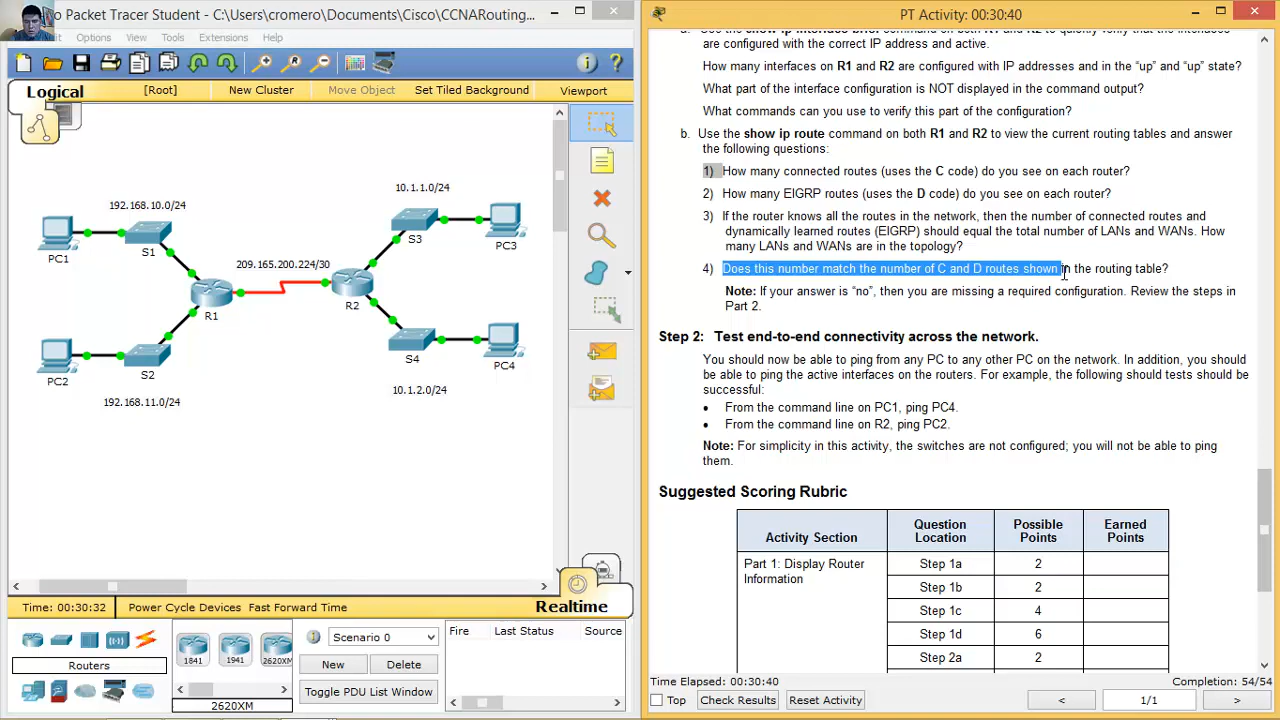 o Packet Tracer Student - C:\Users\cromero\Documents\Cisco\CCNARouting...
Options View Tools Extensions Help
Logical [Root] New Cluster Move Object Set Tiled Background Viewport
10.1.1.0/24
192.168.10.0/24
S3
PC3
PC1
S1
209.165.200.224/30
R2
R1
S4
PC4
PC2
S2
10.1.2.0/24
192.168.11.0/24
Realtime
Time: 00:30:32 Power Cycle Devices Fast Forward Time
Scenario 0
Fire Last Status Source
1841 1941 2620XM
Routers
New Delete
Toggle PDU List Window
2620XM
PT Activity: 00:30:40
are configured with the correct IP address and active.
How many interfaces on R1 and R2 are configured with IP addresses and in the “up” and “up” state?
What part of the interface configuration is NOT displayed in the command output?
What commands can you use to verify this part of the configuration?
b. Use the show ip route command on both R1 and R2 to view the current routing tables and answer
the following questions:
1) How many connected routes (uses the C code) do you see on each router?
2) How many EIGRP routes (uses the D code) do you see on each router?
3) If the router knows all the routes in the network, then the number of connected routes and
dynamically learned routes (EIGRP) should equal the total number of LANs and WANs. How
many LANs and WANs are in the topology?
4) Does this number match the number of C and D routes shown in the routing table?
Note: If your answer is “no”, then you are missing a required configuration. Review the steps in
Part 2.
Step 2: Test end-to-end connectivity across the network.
You should now be able to ping from any PC to any other PC on the network. In addition, you should
be able to ping the active interfaces on the routers. For example, the following should tests should be
successful:
• From the command line on PC1, ping PC4.
• From the command line on R2, ping PC2.
Note: For simplicity in this activity, the switches are not configured; you will not be able to ping
them.
Suggested Scoring Rubric
Activity Section Question Location Possible Points Earned Points
Part 1: Display Router Information
Step 1a 2
Step 1b 2
Step 1c 4
Step 1d 6
Step 2a 2
Time Elapsed: 00:30:40 Completion: 54/54
Top Check Results Reset Activity < 1/1 >